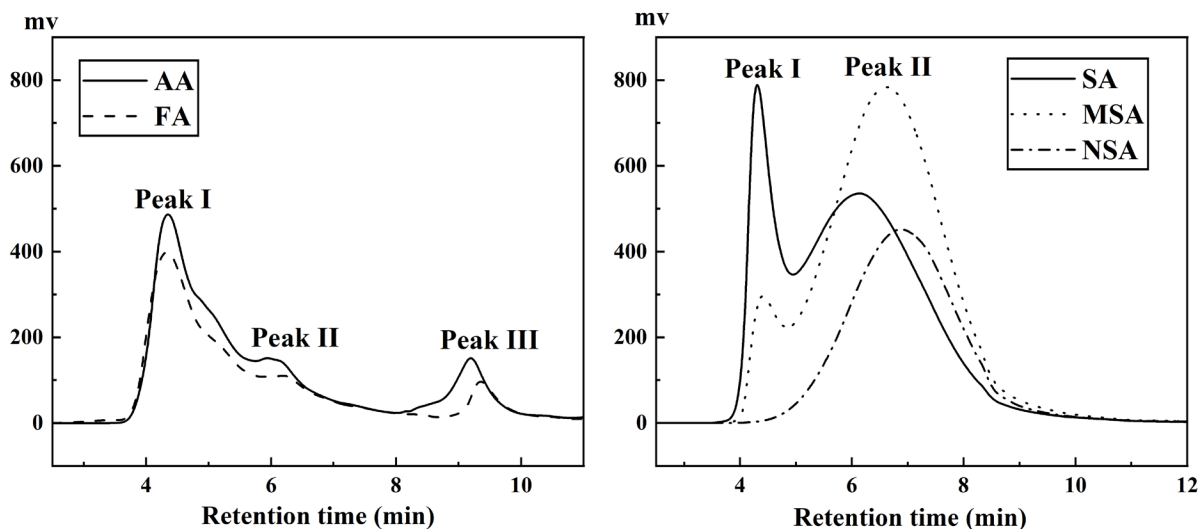 mv
AA
FA
Peak I
Peak II
Peak III
800
600
400
200
0
4
6
8
10
Retention time (min)
mv
Peak I
Peak II
SA
MSA
NSA
800
600
400
200
0
4
6
8
10
12
Retention time (min)